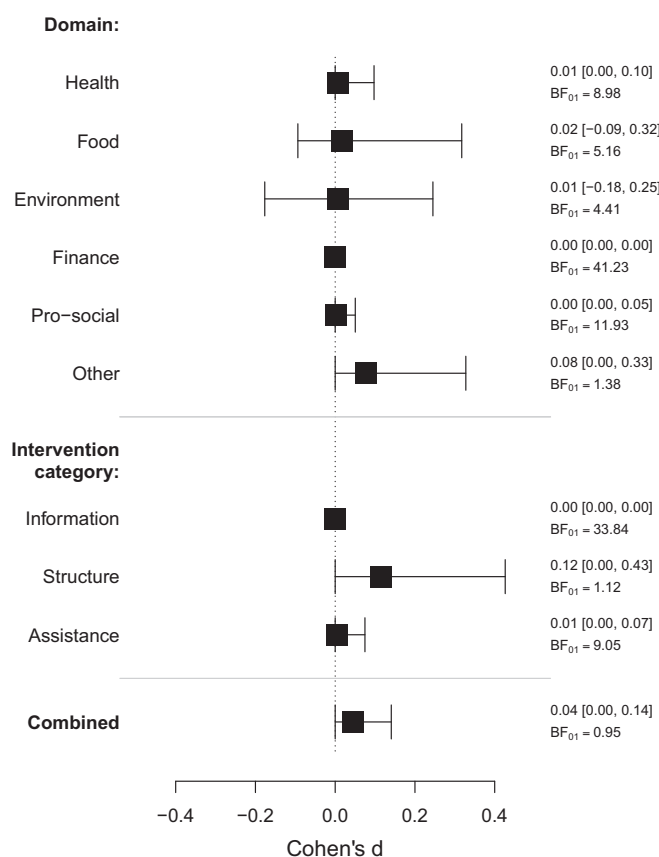 Domain:
Health
0.01 [0.00, 0.10]
BF₀₁ = 8.98
Food
0.02 [−0.09, 0.32]
BF₀₁ = 5.16
Environment
0.01 [−0.18, 0.25]
BF₀₁ = 4.41
Finance
0.00 [0.00, 0.00]
BF₀₁ = 41.23
Pro−social
0.00 [0.00, 0.05]
BF₀₁ = 11.93
Other
0.08 [0.00, 0.33]
BF₀₁ = 1.38
Intervention
category:
Information
0.00 [0.00, 0.00]
BF₀₁ = 33.84
Structure
0.12 [0.00, 0.43]
BF₀₁ = 1.12
Assistance
0.01 [0.00, 0.07]
BF₀₁ = 9.05
Combined
0.04 [0.00, 0.14]
BF₀₁ = 0.95
−0.4 −0.2 0.0 0.2 0.4
Cohen's d